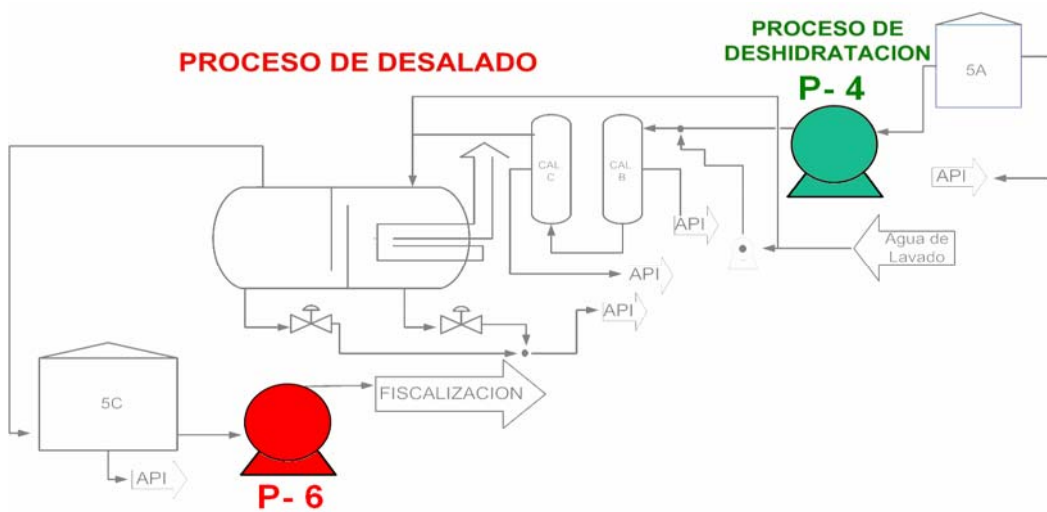 PROCESO DE DESALADO
PROCESO DE
DESHIDRATACION
P- 4
5A
CAL
C
CAL
B
API
API
Agua de
Lavado
API
API
FISCALIZACION
5C
API
P- 6